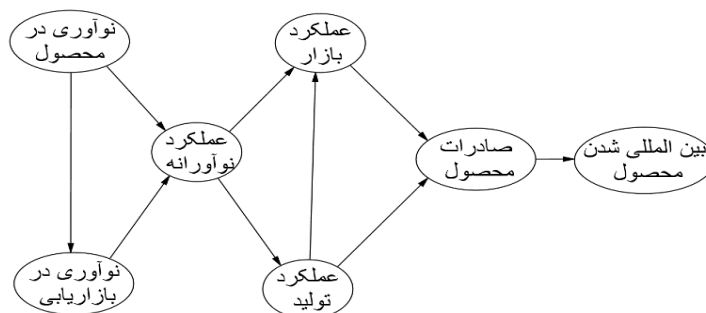 نوآوری در
محصول
عملکرد
بازار
عملکرد
نوآورانه
صادرات
محصول
بین المللی شدن
محصول
نوآوری در
بازاریابی
عملکرد
تولید